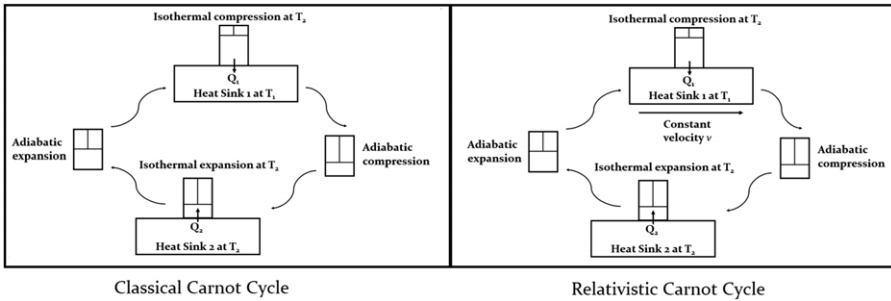 Isothermal compression at T₂
Q₁
Heat Sink 1 at T₁
Adiabatic
expansion
Adiabatic
compression
Isothermal expansion at T₂
Q₂
Heat Sink 2 at T₂
Classical Carnot Cycle
Isothermal compression at T₂
Q₁
Heat Sink 1 at T₁
Constant
velocity v
Adiabatic
expansion
Adiabatic
compression
Isothermal expansion at T₂
Q₂
Heat Sink 2 at T₂
Relativistic Carnot Cycle